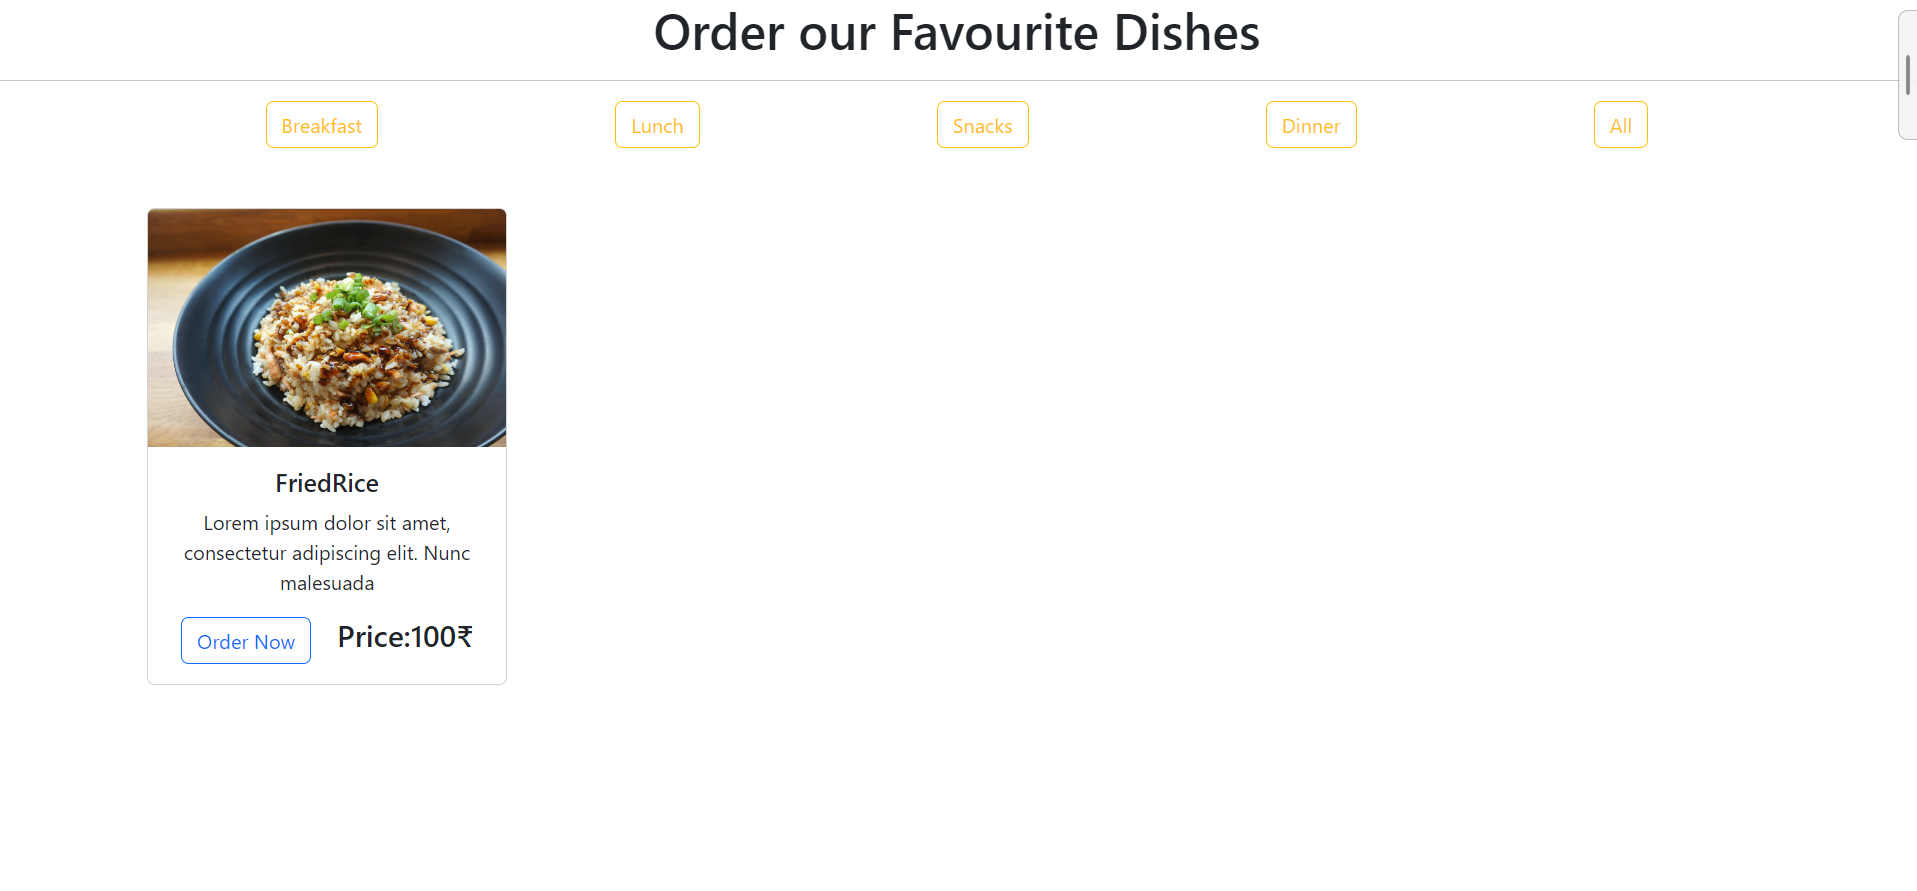 Order our Favourite Dishes
Breakfast Lunch Snacks Dinner All
FriedRice
Lorem ipsum dolor sit amet,
consectetur adipiscing elit. Nunc
malesuada
Order Now Price:100₹